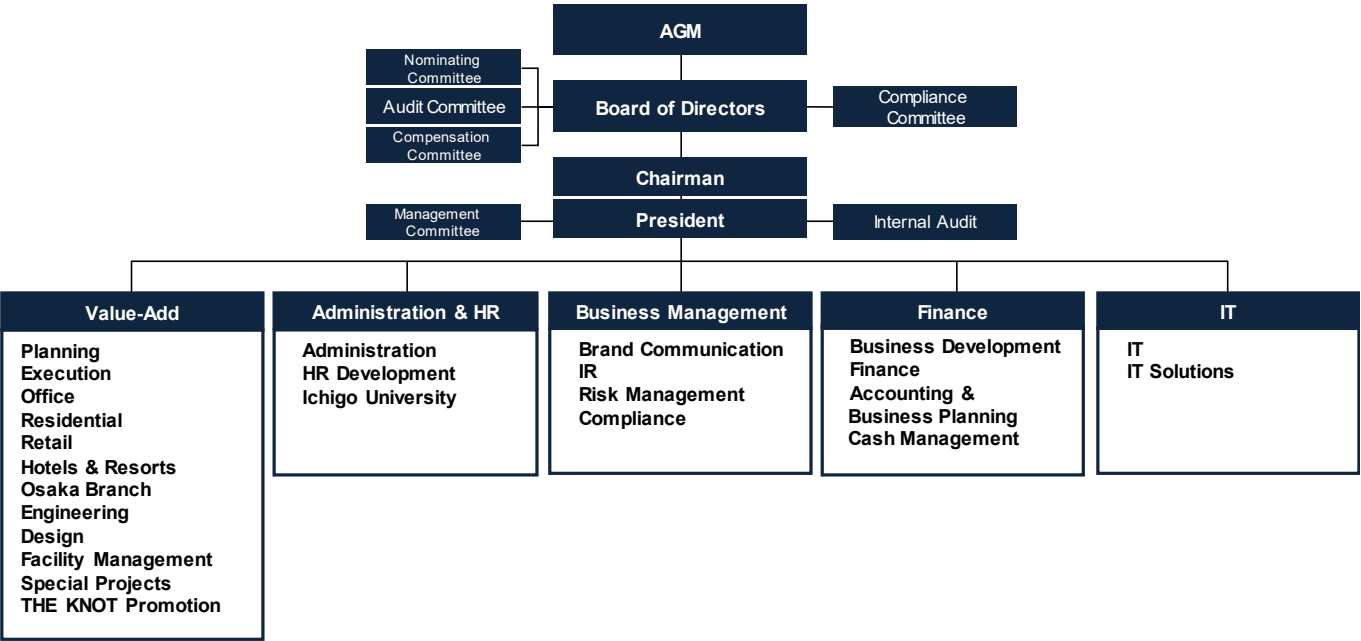 AGM
Nominating
Committee
Audit Committee
Compensation
Committee
Board of Directors
Compliance
Committee
Chairman
Management
Committee
President
Internal Audit
Value-Add
Planning
Execution
Office
Residential
Retail
Hotels & Resorts
Osaka Branch
Engineering
Design
Facility Management
Special Projects
THE KNOT Promotion
Administration & HR
Administration
HR Development
Ichigo University
Business Management
Brand Communication
IR
Risk Management
Compliance
Finance
Business Development
Finance
Accounting &
Business Planning
Cash Management
IT
IT
IT Solutions